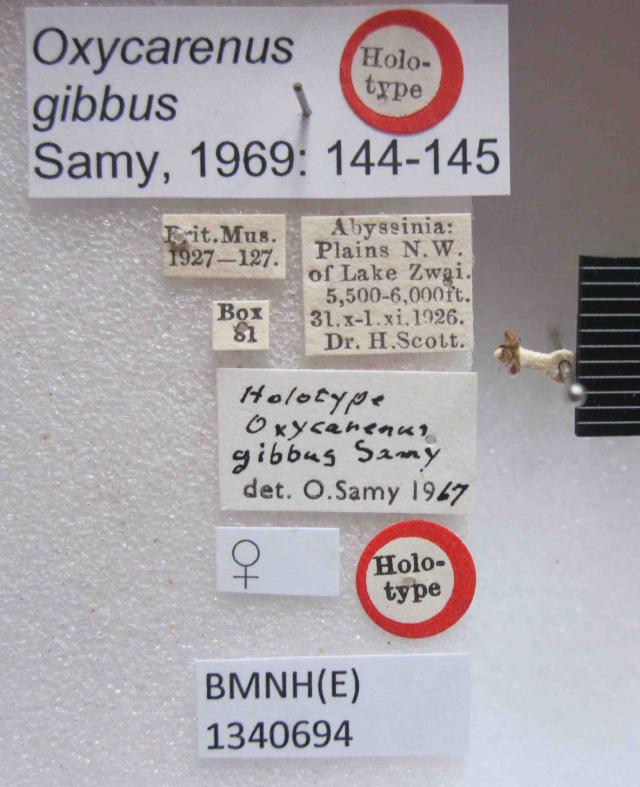 Oxycarenus
gibbus
Samy, 1969: 144-145
Holo-
type
Brit.Mus.
1927—127.
Abyssinia:
Plains N.W.
of Lake Zwai.
5,500-6,000ft.
31.x-1.xi.1926.
Dr. H.Scott.
Box
81
Holotype
Oxycarenus
gibbus Samy
det. O.Samy 1967
♀
Holo-
type
BMNH(E)
1340694